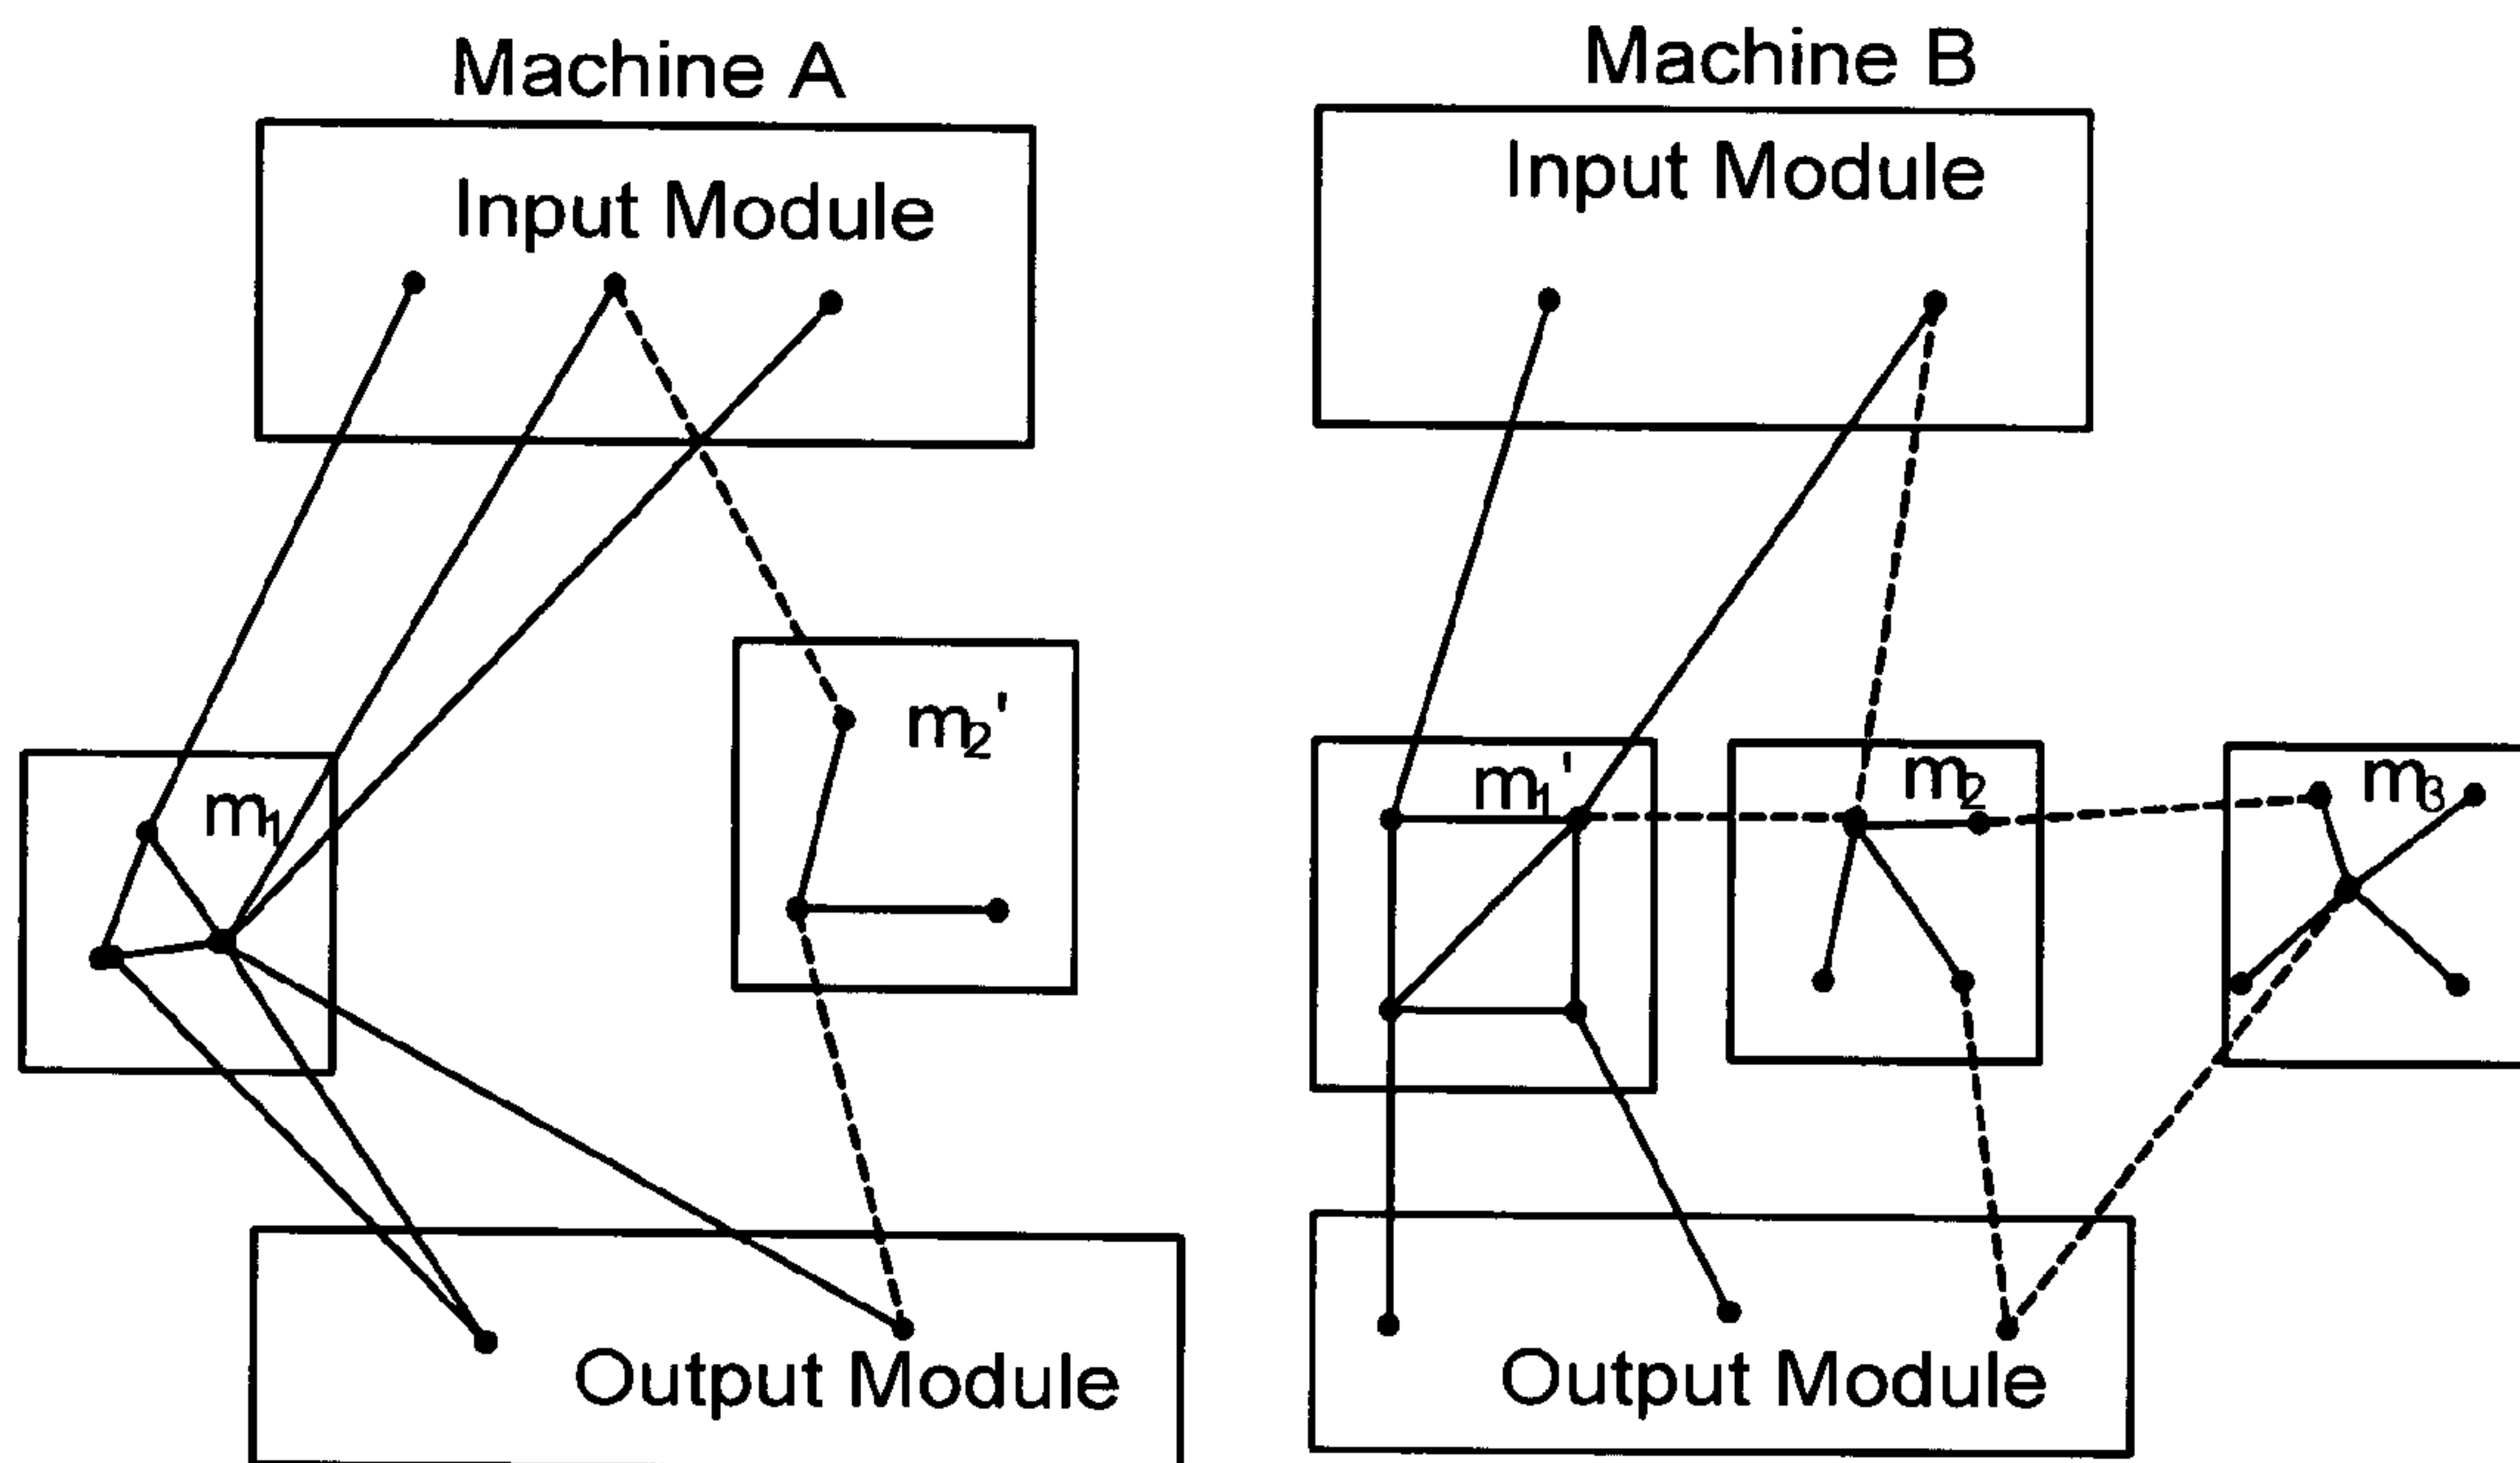 Machine A
Input Module
m1
m2'
Output Module
Machine B
Input Module
m1'
m2
m3
Output Module